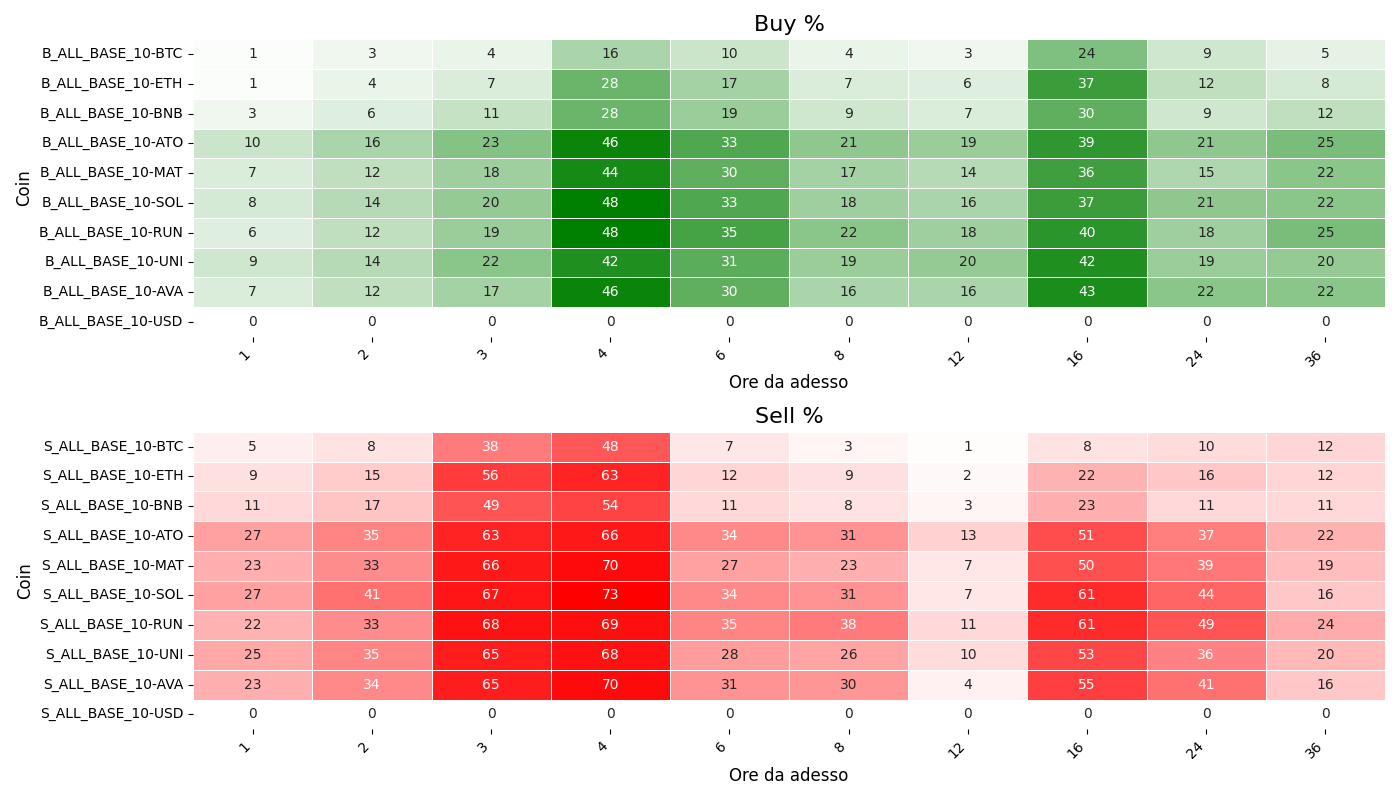 Buy %
Coin
B_ALL_BASE_10-BTC 1 3 4 16 10 4 3 24 9 5
B_ALL_BASE_10-ETH 1 4 7 28 17 7 6 37 12 8
B_ALL_BASE_10-BNB 3 6 11 28 19 9 7 30 9 12
B_ALL_BASE_10-ATO 10 16 23 46 33 21 19 39 21 25
B_ALL_BASE_10-MAT 7 12 18 44 30 17 14 36 15 22
B_ALL_BASE_10-SOL 8 14 20 48 33 18 16 37 21 22
B_ALL_BASE_10-RUN 6 12 19 48 35 22 18 40 18 25
B_ALL_BASE_10-UNI 9 14 22 42 31 19 20 42 19 20
B_ALL_BASE_10-AVA 7 12 17 46 30 16 16 43 22 22
B_ALL_BASE_10-USD 0 0 0 0 0 0 0 0 0 0
1 2 3 4 6 8 12 16 24 36
Ore da adesso
Sell %
Coin
S_ALL_BASE_10-BTC 5 8 38 48 7 3 1 8 10 12
S_ALL_BASE_10-ETH 9 15 56 63 12 9 2 22 16 12
S_ALL_BASE_10-BNB 11 17 49 54 11 8 3 23 11 11
S_ALL_BASE_10-ATO 27 35 63 66 34 31 13 51 37 22
S_ALL_BASE_10-MAT 23 33 66 70 27 23 7 50 39 19
S_ALL_BASE_10-SOL 27 41 67 73 34 31 7 61 44 16
S_ALL_BASE_10-RUN 22 33 68 69 35 38 11 61 49 24
S_ALL_BASE_10-UNI 25 35 65 68 28 26 10 53 36 20
S_ALL_BASE_10-AVA 23 34 65 70 31 30 4 55 41 16
S_ALL_BASE_10-USD 0 0 0 0 0 0 0 0 0 0
1 2 3 4 6 8 12 16 24 36
Ore da adesso